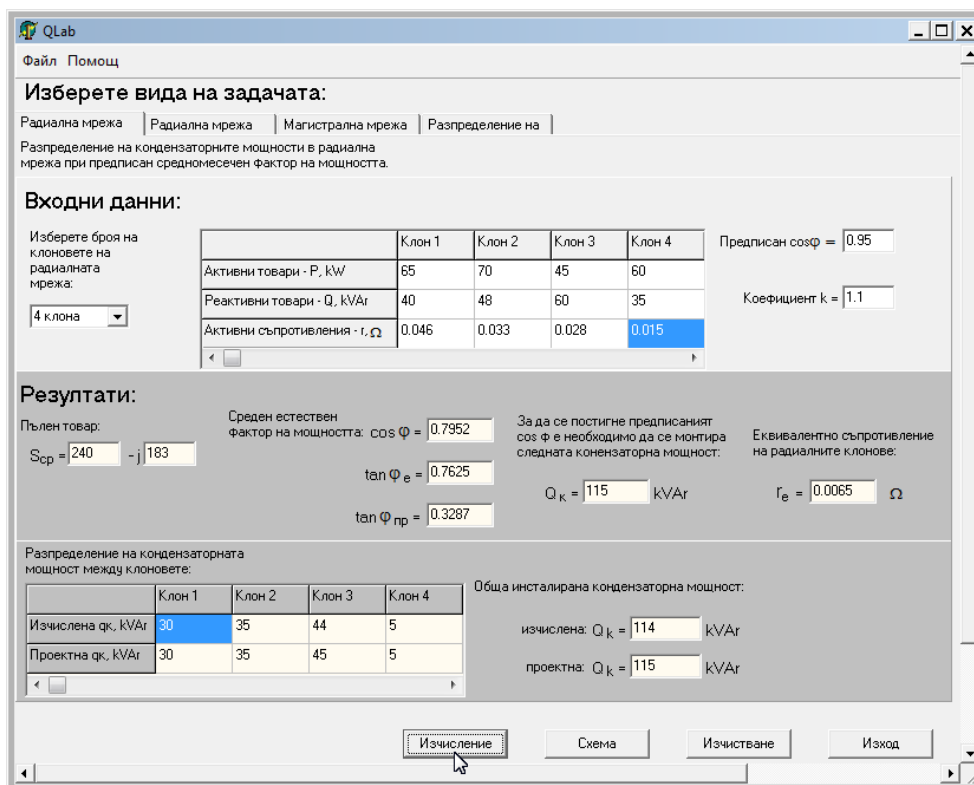 QLab
Файл Помощ
Изберете вида на задачата:
Радиална мрежа Радиална мрежа Магистрална мрежа Разпределение на
Разпределение на кондензаторните мощности в радиална
мрежа при предписан средномесечен фактор на мощността.
Входни данни:
Изберете броя на
клоновете на
радиалната
мрежа:
4 клона
Клон 1 Клон 2 Клон 3 Клон 4
Активни товари - P, kW 65 70 45 60
Реактивни товари - Q, kVAr 40 48 60 35
Активни съпротивления - r, Ω 0.046 0.033 0.028 0.015
Предписан cosφ = 0.95
Коефициент k = 1.1
Резултати:
Пълен товар:
Sср = 240 - j 183
Среден естествен
фактор на мощността: cos φ = 0.7952
tan φ е = 0.7625
tan φ пр = 0.3287
За да се постигне предписаният
cos ф е необходимо да се монтира
следната конензаторна мощност:
Q к = 115 kVAr
Еквивалентно съпротивление
на радиалните клонове:
r е = 0.0065 Ω
Разпределение на кондензаторната
мощност между клоновете:
Клон 1 Клон 2 Клон 3 Клон 4
Изчислена qк, kVAr 30 35 44 5
Проектна qк, kVAr 30 35 45 5
Обща инсталирана кондензаторна мощност:
изчислена: Q k = 114 kVAr
проектна: Q k = 115 kVAr
Изчисление Схема Изчистване Изход